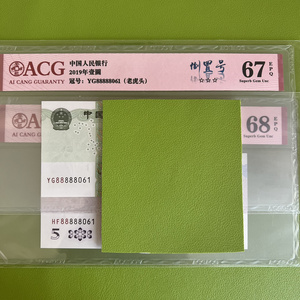 ACG
AI CANG GUARANTY
中国人民银行
2019年壹圆
冠号: YG88888061 (老虎头)
倒置号
☆☆☆
67 EPQ
Superb Gem Unc
68 EPQ
Superb Gem Unc
中国
YG88888061
HF88888061
5